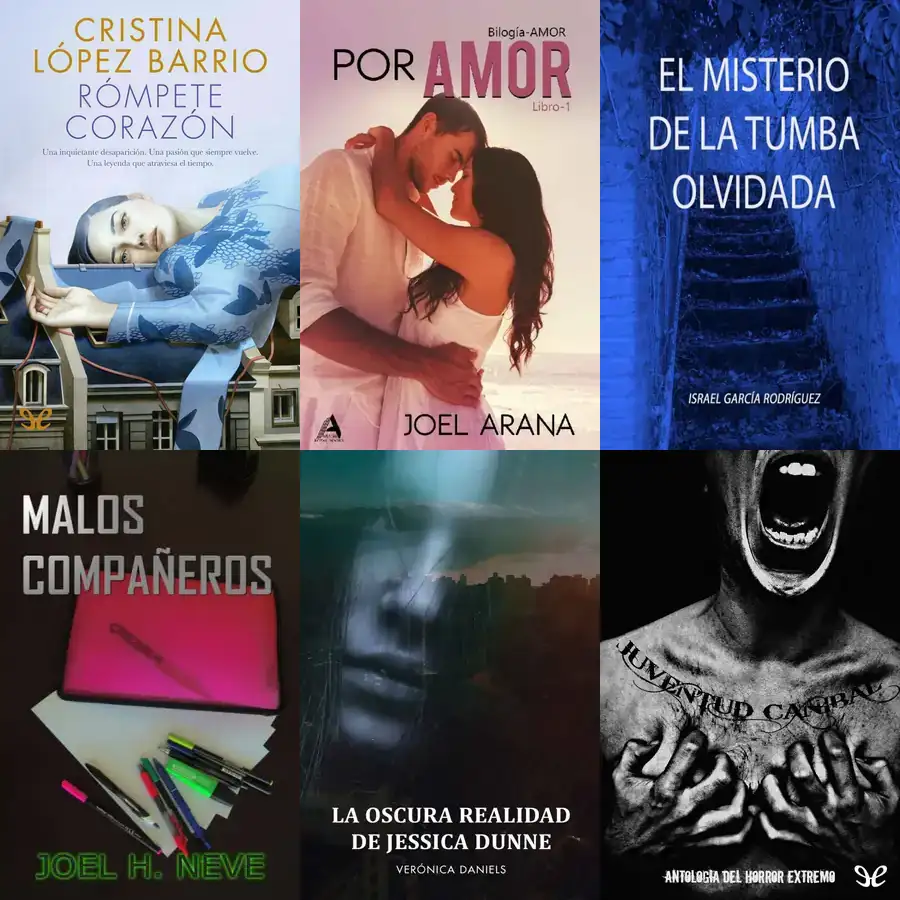 CRISTINA
LÓPEZ BARRIO
RÓMPETE
CORAZÓN
Una inquietante desaparición. Una pasión que siempre vuelve.
Una leyenda que atraviesa el tiempo.
Bilogía-AMOR
POR AMOR
Libro-1
JOEL ARANA
EL MISTERIO
DE LA TUMBA
OLVIDADA
ISRAEL GARCÍA RODRÍGUEZ
MALOS
COMPAÑEROS
JOEL H. NEVE
LA OSCURA REALIDAD
DE JESSICA DUNNE
VERÓNICA DANIELS
JUVENTUD CANIBAL
ANTOLOGIA DEL HORROR EXTREMO